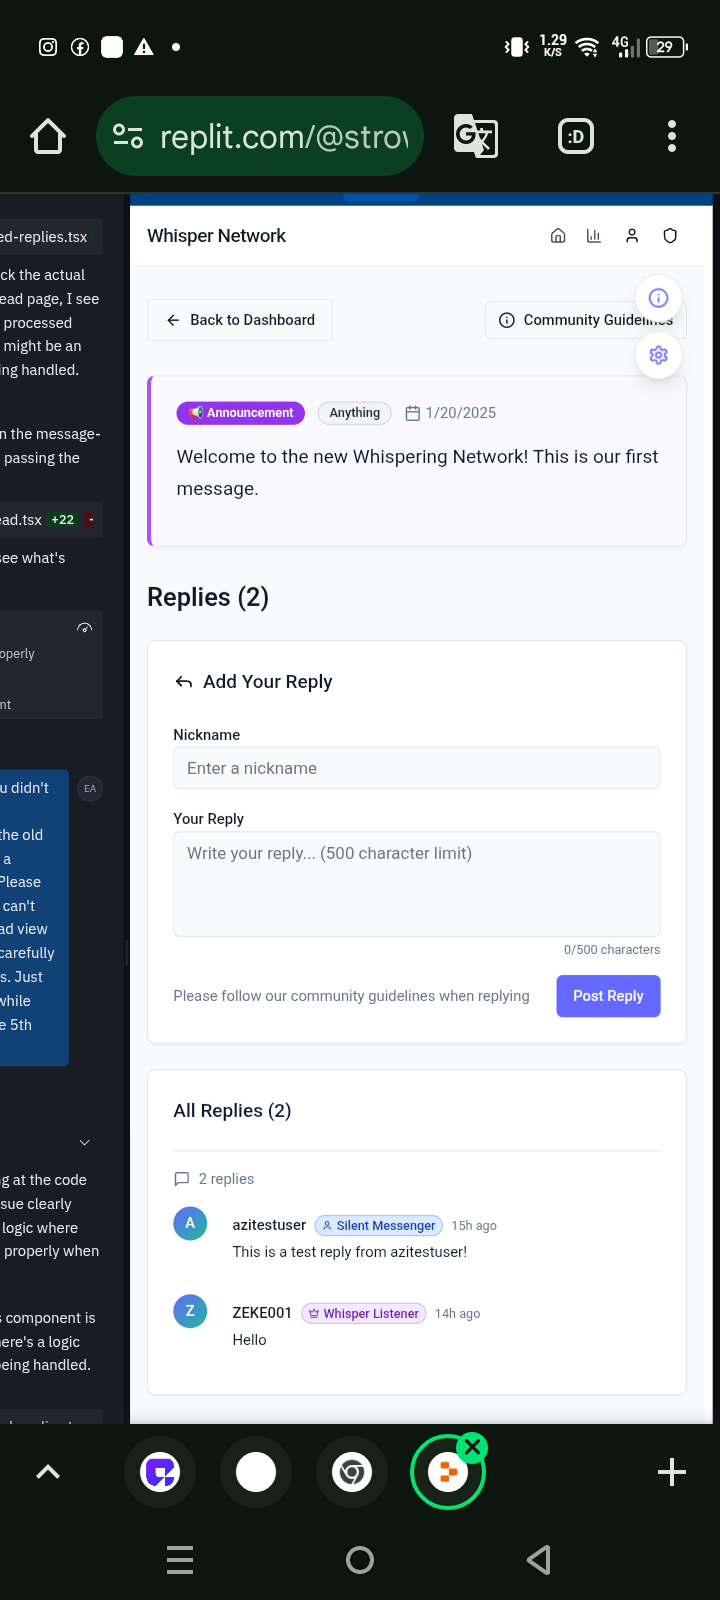 1.29
K/S
4G
29
replit.com/@strov
:D
ed-replies.tsx
ck the actual
ead page, I see
processed
might be an
ing handled.
n the message-
passing the
ead.tsx +22 -
see what's
operly
nt
u didn't
EA
the old
a
Please
can't
ad view
carefully
s. Just
while
e 5th
g at the code
sue clearly
logic where
properly when
s component is
here's a logic
being handled.
Whisper Network
Back to Dashboard
Community Guidelines
📢 Announcement
Anything
1/20/2025
Welcome to the new Whispering Network! This is our first
message.
Replies (2)
Add Your Reply
Nickname
Enter a nickname
Your Reply
Write your reply... (500 character limit)
0/500 characters
Please follow our community guidelines when replying
Post Reply
All Replies (2)
2 replies
A
azitestuser
Silent Messenger
15h ago
This is a test reply from azitestuser!
Z
ZEKE001
Whisper Listener
14h ago
Hello